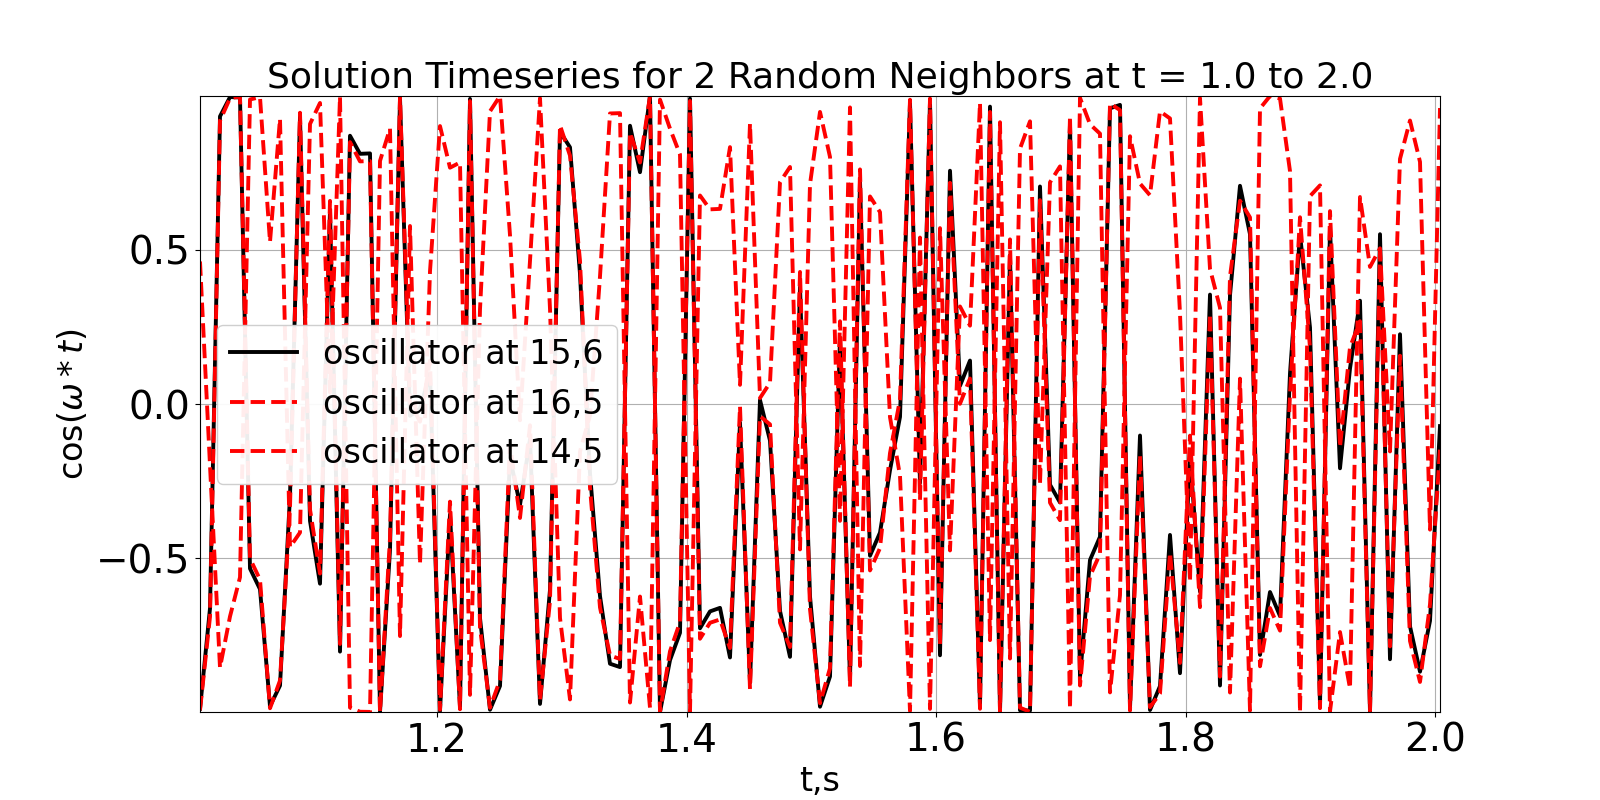 Solution Timeseries for 2 Random Neighbors at t = 1.0 to 2.0
cos(ω * t)
0.5
0.0
−0.5
oscillator at 15,6
oscillator at 16,5
oscillator at 14,5
1.2 1.4 1.6 1.8 2.0
t,s